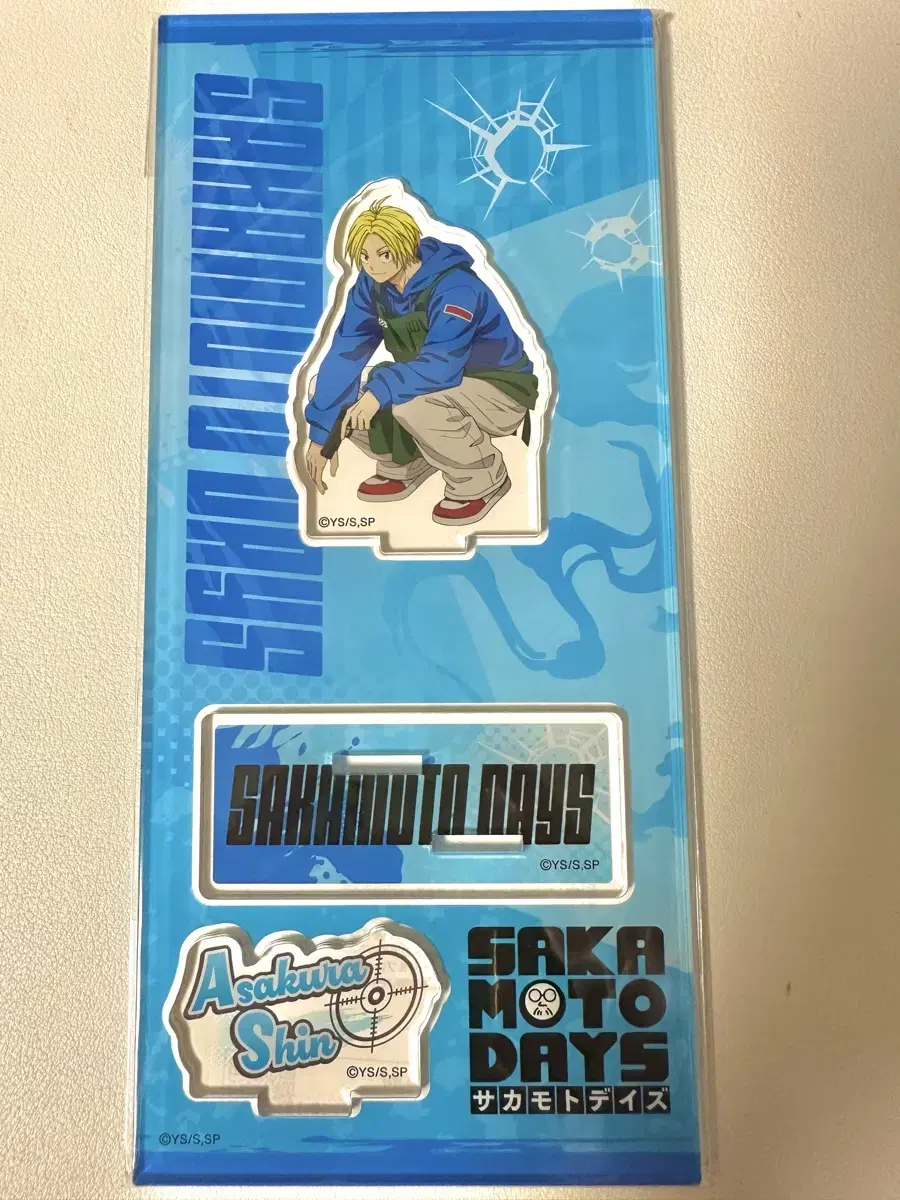 SAKAMOTO DAYS
©YS/S,SP
SAKAMOTO DAYS
©YS/S,SP
Asakura
Shin
©YS/S,SP
SAKA
MOTO
DAYS
サカモトデイズ
©YS/S,SP